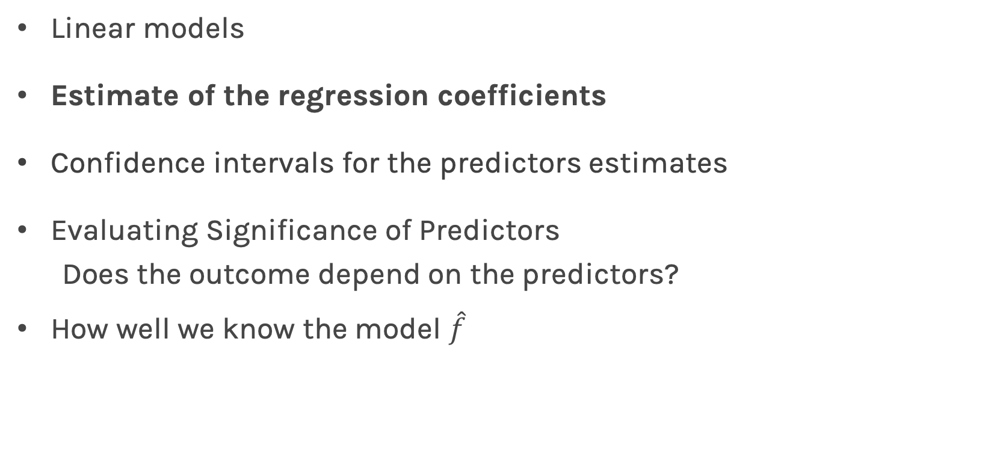 • Linear models
• Estimate of the regression coefficients
• Confidence intervals for the predictors estimates
• Evaluating Significance of Predictors
Does the outcome depend on the predictors?
• How well we know the model f̂